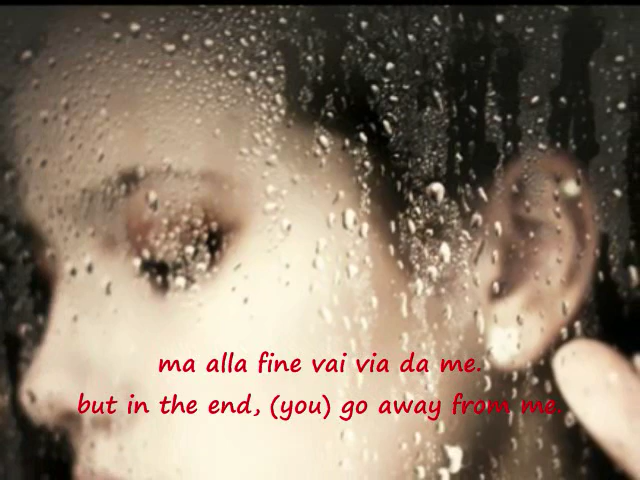 ma alla fine vai via da me.
but in the end, (you) go away from me.